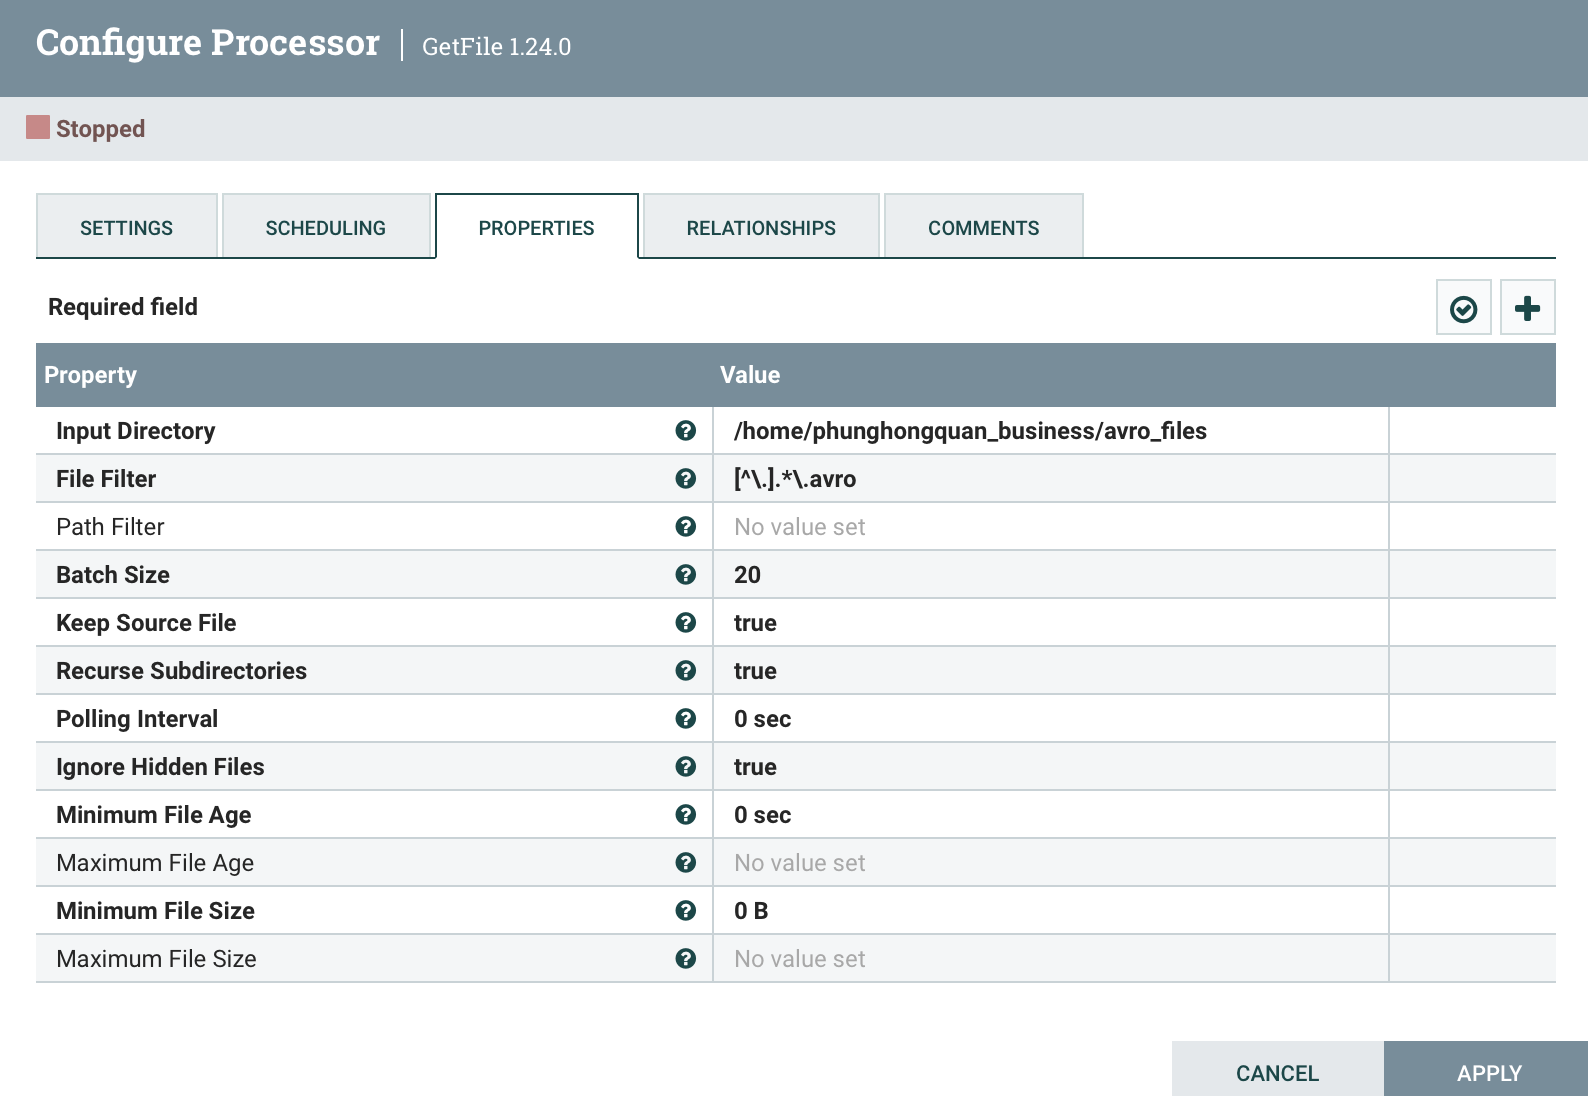 Configure Processor | GetFile 1.24.0
Stopped
SETTINGS SCHEDULING PROPERTIES RELATIONSHIPS COMMENTS
Required field
Property Value
Input Directory /home/phunghongquan_business/avro_files
File Filter [^\.].*\.avro
Path Filter No value set
Batch Size 20
Keep Source File true
Recurse Subdirectories true
Polling Interval 0 sec
Ignore Hidden Files true
Minimum File Age 0 sec
Maximum File Age No value set
Minimum File Size 0 B
Maximum File Size No value set
CANCEL APPLY